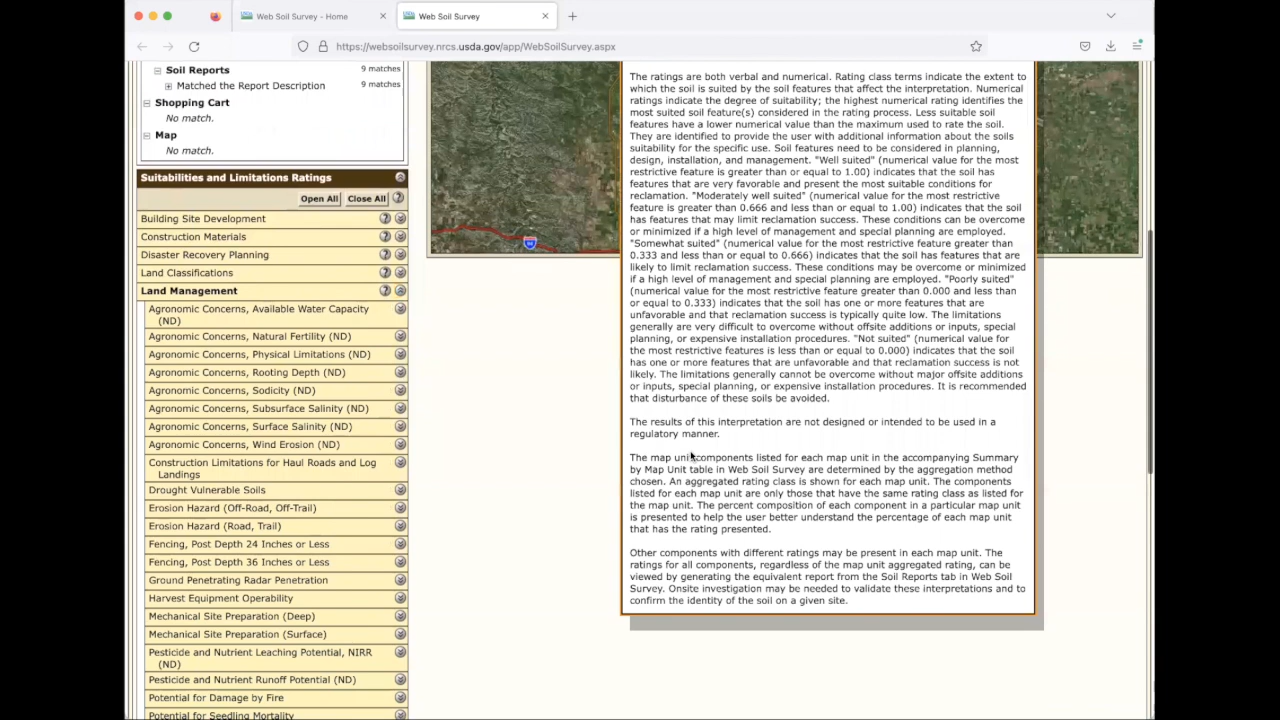 Web Soil Survey - Home
Web Soil Survey
https://websoilsurvey.nrcs.usda.gov/app/WebSoilSurvey.aspx
Soil Reports 9 matches
Matched the Report Description 9 matches
Shopping Cart
No match.
Map
No match.
Suitabilities and Limitations Ratings
Open All Close All
Building Site Development
Construction Materials
Disaster Recovery Planning
Land Classifications
Land Management
Agronomic Concerns, Available Water Capacity
(ND)
Agronomic Concerns, Natural Fertility (ND)
Agronomic Concerns, Physical Limitations (ND)
Agronomic Concerns, Rooting Depth (ND)
Agronomic Concerns, Sodicity (ND)
Agronomic Concerns, Subsurface Salinity (ND)
Agronomic Concerns, Surface Salinity (ND)
Agronomic Concerns, Wind Erosion (ND)
Construction Limitations for Haul Roads and Log
Landings
Drought Vulnerable Soils
Erosion Hazard (Off-Road, Off-Trail)
Erosion Hazard (Road, Trail)
Fencing, Post Depth 24 Inches or Less
Fencing, Post Depth 36 Inches or Less
Ground Penetrating Radar Penetration
Harvest Equipment Operability
Mechanical Site Preparation (Deep)
Mechanical Site Preparation (Surface)
Pesticide and Nutrient Leaching Potential, NIRR
(ND)
Pesticide and Nutrient Runoff Potential (ND)
Potential for Damage by Fire
Potential for Seedling Mortality
The ratings are both verbal and numerical. Rating class terms indicate the extent to
which the soil is suited by the soil features that affect the interpretation. Numerical
ratings indicate the degree of suitability; the highest numerical rating identifies the
most suited soil feature(s) considered in the rating process. Less suitable soil
features have a lower numerical value than the maximum used to rate the soil.
They are identified to provide the user with additional information about the soils
suitability for the specific use. Soil features need to be considered in planning,
design, installation, and management. "Well suited" (numerical value for the most
restrictive feature is greater than or equal to 1.00) indicates that the soil has
features that are very favorable and present the most suitable conditions for
reclamation. "Moderately well suited" (numerical value for the most restrictive
feature is greater than 0.666 and less than or equal to 1.00) indicates that the soil
has features that may limit reclamation success. These conditions can be overcome
or minimized if a high level of management and special planning are employed.
"Somewhat suited" (numerical value for the most restrictive feature greater than
0.333 and less than or equal to 0.666) indicates that the soil has features that are
likely to limit reclamation success. These conditions may be overcome or minimized
if a high level of management and special planning are employed. "Poorly suited"
(numerical value for the most restrictive feature greater than 0.000 and less than
or equal to 0.333) indicates that the soil has one or more features that are
unfavorable and that reclamation success is typically quite low. The limitations
generally are very difficult to overcome without offsite additions or inputs, special
planning, or expensive installation procedures. "Not suited" (numerical value for
the most restrictive features is less than or equal to 0.000) indicates that the soil
has one or more features that are unfavorable and that reclamation success is not
likely. The limitations generally cannot be overcome without major offsite additions
or inputs, special planning, or expensive installation procedures. It is recommended
that disturbance of these soils be avoided.
The results of this interpretation are not designed or intended to be used in a
regulatory manner.
The map unit components listed for each map unit in the accompanying Summary
by Map Unit table in Web Soil Survey are determined by the aggregation method
chosen. An aggregated rating class is shown for each map unit. The components
listed for each map unit are only those that have the same rating class as listed for
the map unit. The percent composition of each component in a particular map unit
is presented to help the user better understand the percentage of each map unit
that has the rating presented.
Other components with different ratings may be present in each map unit. The
ratings for all components, regardless of the map unit aggregated rating, can be
viewed by generating the equivalent report from the Soil Reports tab in Web Soil
Survey. Onsite investigation may be needed to validate these interpretations and to
confirm the identity of the soil on a given site.